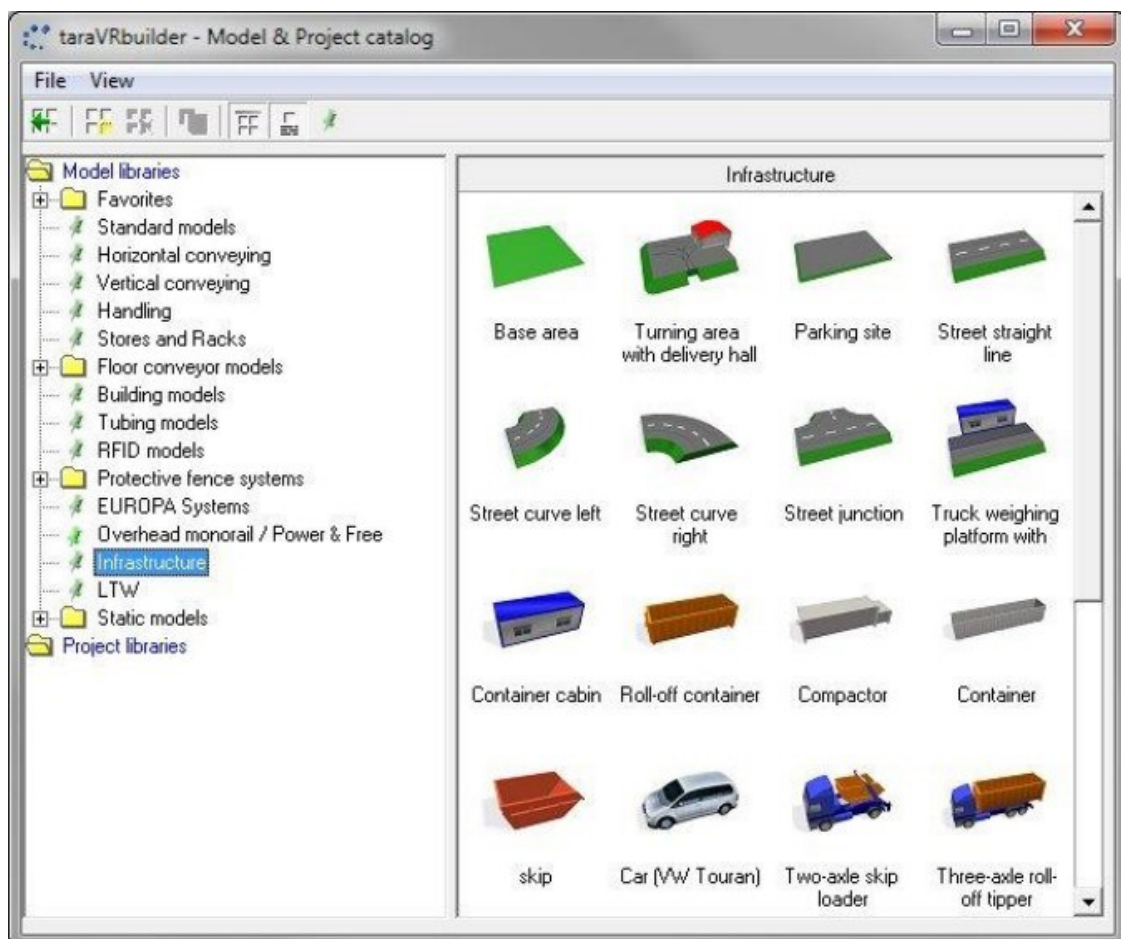 taraVRbuilder - Model & Project catalog
File View
Model libraries
Favorites
Standard models
Horizontal conveying
Vertical conveying
Handling
Stores and Racks
Floor conveyor models
Building models
Tubing models
RFID models
Protective fence systems
EUROPA Systems
Overhead monorail / Power & Free
Infrastructure
LTW
Static models
Project libraries
Infrastructure
Base area
Turning area
with delivery hall
Parking site
Street straight
line
Street curve left
Street curve
right
Street junction
Truck weighing
platform with
Container cabin
Roll-off container
Compactor
Container
skip
Car (VW Touran)
Two-axle skip
loader
Three-axle roll-
off tipper